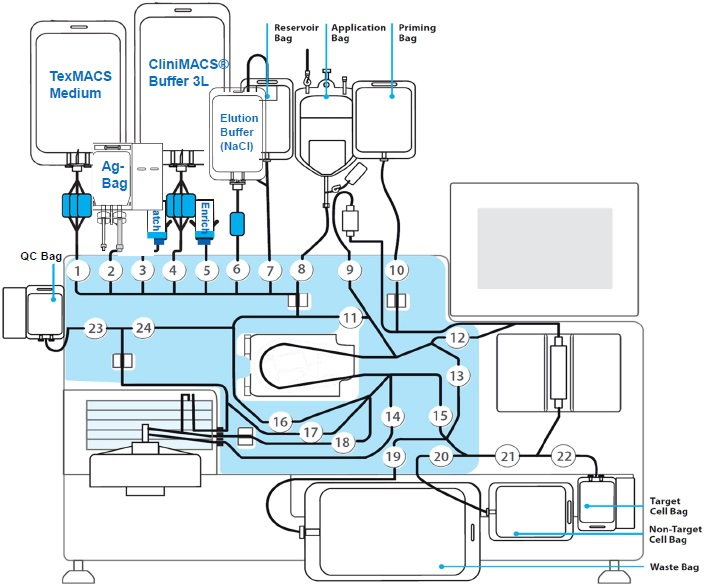 TexMACS
Medium
CliniMACS®
Buffer 3L
Reservoir
Bag
Application
Bag
Priming
Bag
Elution
Buffer
(NaCl)
Ag-
Bag
atch
Enrich
QC Bag
1
2
3
4
5
6
7
8
9
10
23
24
11
12
13
16
17
18
14
15
19
20
21
22
Target
Cell Bag
Non-Target
Cell Bag
Waste Bag